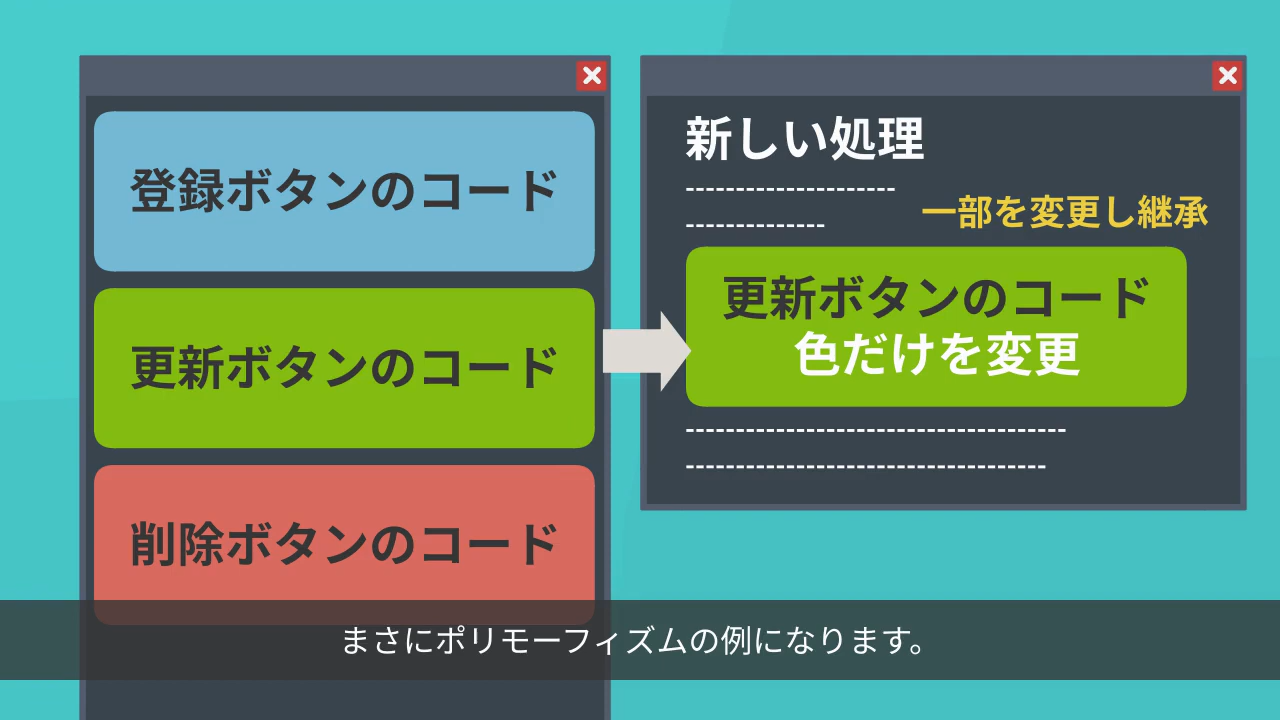 登録ボタンのコード
更新ボタンのコード
削除ボタンのコード
新しい処理
---------------------
--------------
一部を変更し継承
更新ボタンのコード
色だけを変更
--------------------------------------
------------------------------------
まさにポリモーフィズムの例になります。